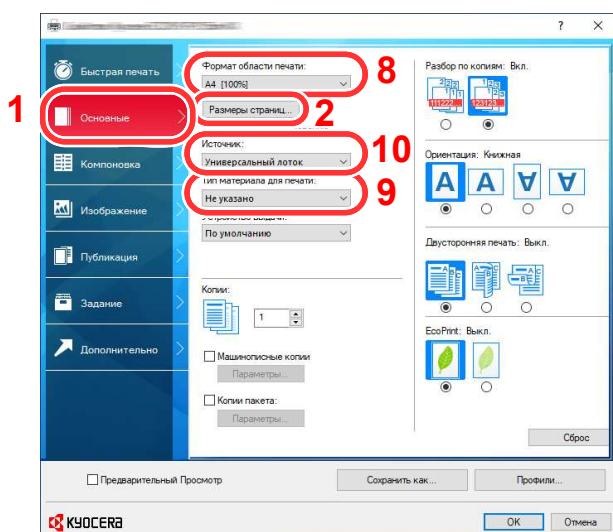 ?
Быстрая печать
Основные
Компоновка
Изображение
Публикация
Задание
Дополнительно
1
Формат области печати:
A4 [100%]
8
Размеры страниц...
2
Источник:
Универсальный лоток
10
Тип материала для печати:
Не указано
9
По умолчанию
Копии:
1
Машинописные копии
Параметры...
Копии пакета:
Параметры...
Разбор по копиям: Вкл.
111222...
123123...
Ориентация: Книжная
A A A A
Двусторонняя печать: Выкл.
EcoPrint: Выкл.
Сброс
Предварительный Просмотр
Сохранить как...
Профили...
KYOCERA
OK
Отмена